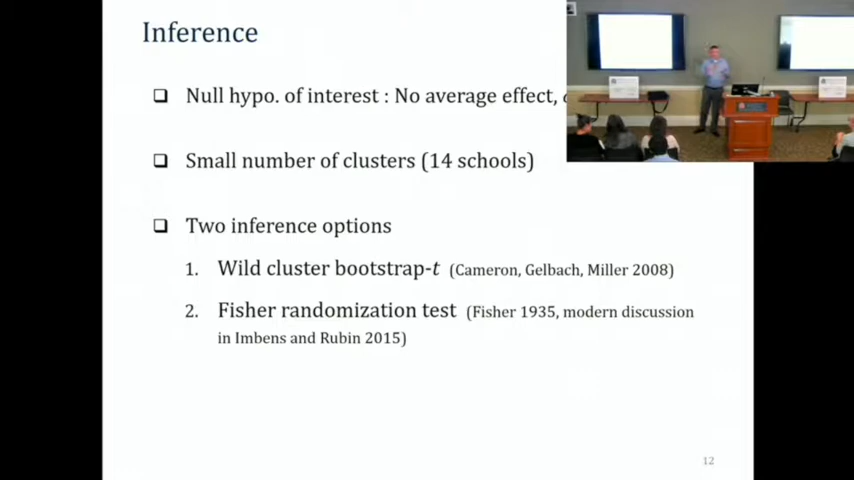 Inference
❑ Null hypo. of interest : No average effect,
❑ Small number of clusters (14 schools)
❑ Two inference options
1. Wild cluster bootstrap-t (Cameron, Gelbach, Miller 2008)
2. Fisher randomization test (Fisher 1935, modern discussion
in Imbens and Rubin 2015)
12